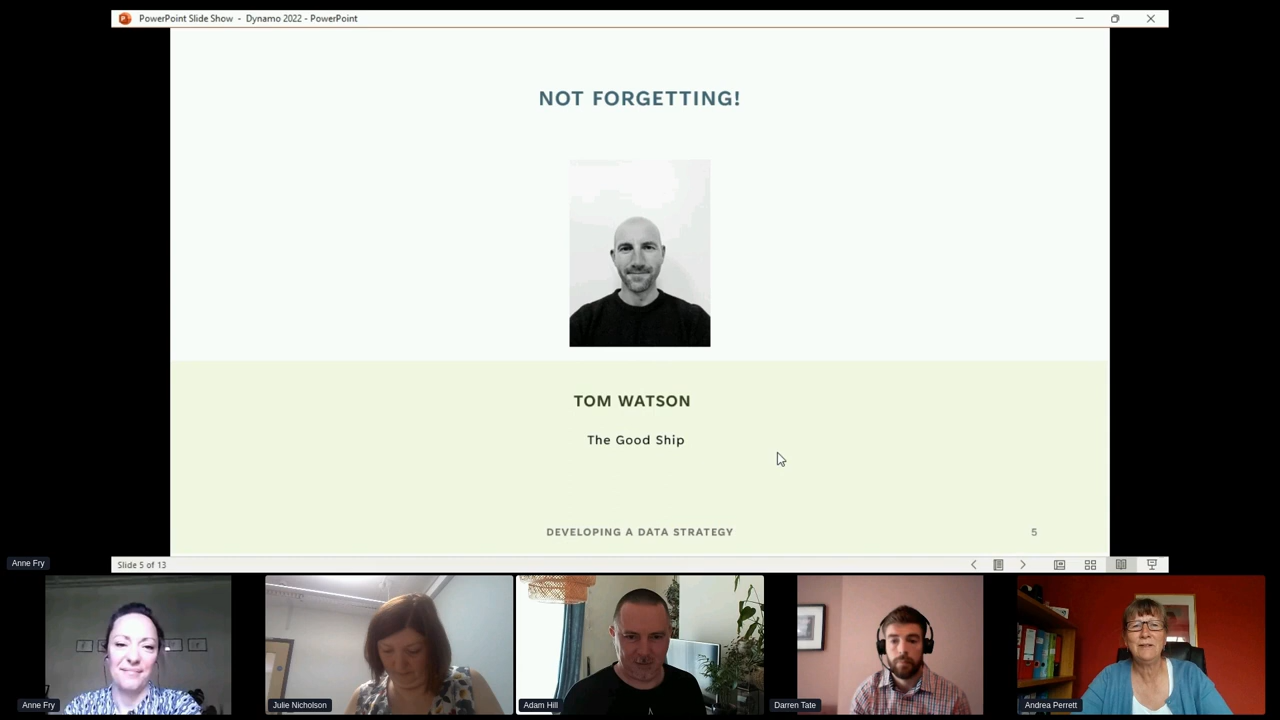 PowerPoint Slide Show - Dynamo 2022 - PowerPoint
NOT FORGETTING!
TOM WATSON
The Good Ship
DEVELOPING A DATA STRATEGY
5
Anne Fry
Slide 5 of 13
Anne Fry
Julie Nicholson
Adam Hill
Darren Tate
Andrea Perrett